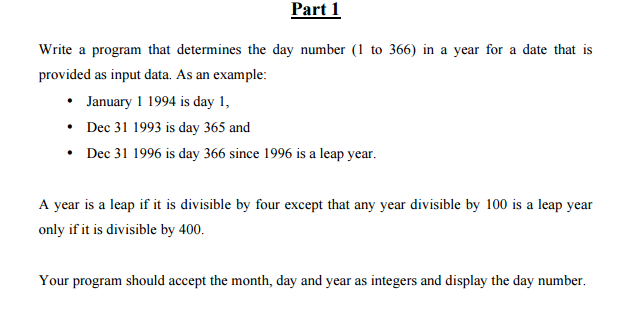 Part 1
Write a program that determines the day number (1 to 366) in a year for a date that is
provided as input data. As an example:
• January 1 1994 is day 1,
• Dec 31 1993 is day 365 and
• Dec 31 1996 is day 366 since 1996 is a leap year.
A year is a leap if it is divisible by four except that any year divisible by 100 is a leap year
only if it is divisible by 400.
Your program should accept the month, day and year as integers and display the day number.